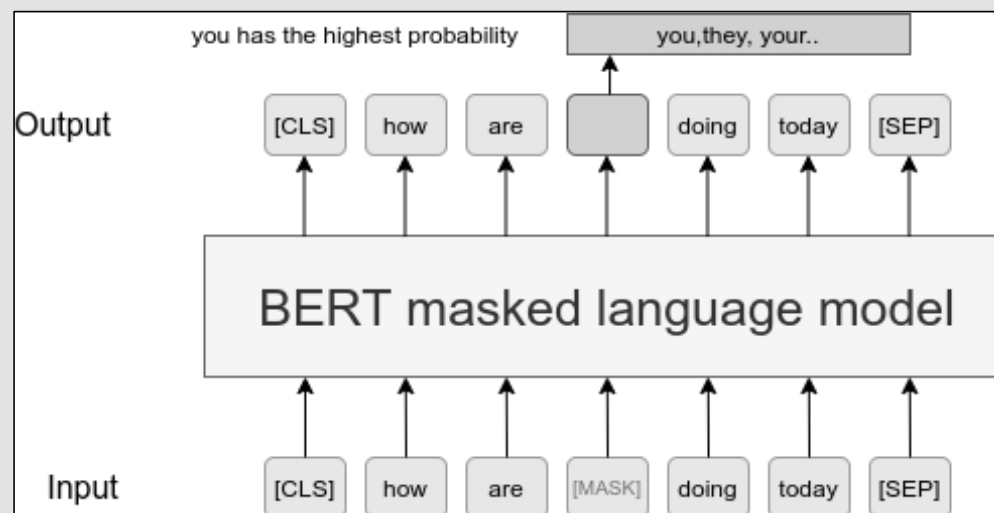 you has the highest probability you,they, your..
Output [CLS] how are doing today [SEP]
BERT masked language model
Input [CLS] how are [MASK] doing today [SEP]